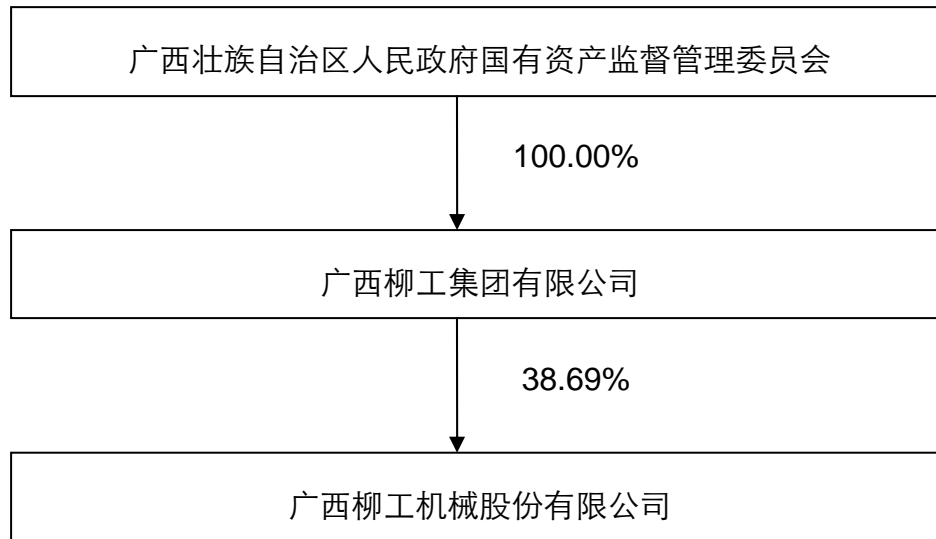 广西壮族自治区人民政府国有资产监督管理委员会
100.00%
广西柳工集团有限公司
38.69%
广西柳工机械股份有限公司